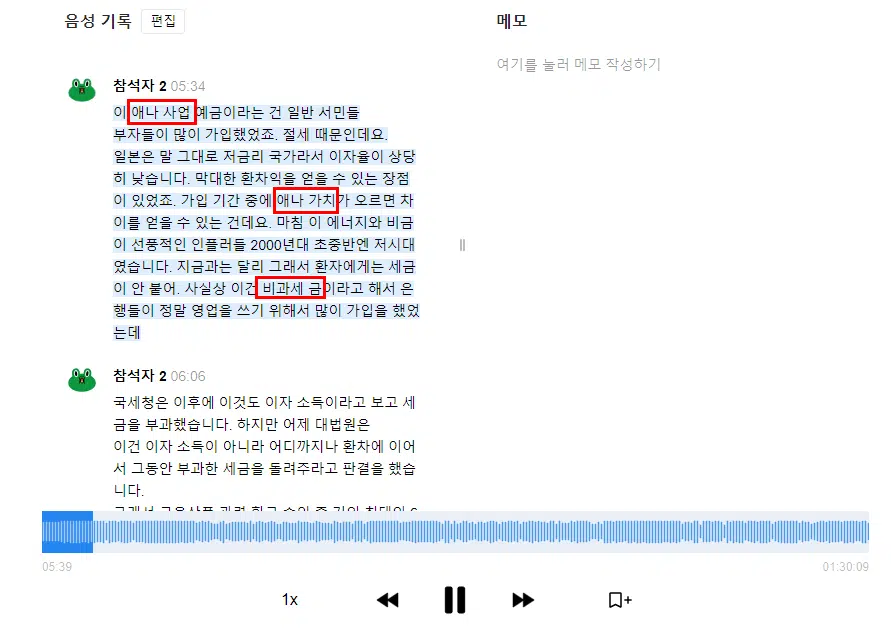 음성 기록 편집
메모
여기를 눌러 메모 작성하기
참석자 2 05:34
이 애나 사업 예금이라는 건 일반 서민들
부자들이 많이 가입했었죠. 절세 때문인데요.
일본은 말 그대로 저금리 국가라서 이자율이 상당
히 낮습니다. 막대한 환차익을 얻을 수 있는 장점
이 있었죠. 가입 기간 중에 애나 가치가 오르면 차
이를 얻을 수 있는 건데요. 마침 이 에너지와 비금
이 선풍적인 인플러들 2000년대 초중반엔 저시대
였습니다. 지금과는 달리 그래서 환자에게는 세금
이 안 붙어. 사실상 이건 비과세 금이라고 해서 은
행들이 정말 영업을 쓰기 위해서 많이 가입을 했었
는데
참석자 2 06:06
국세청은 이후에 이것도 이자 소득이라고 보고 세
금을 부과했습니다. 하지만 어제 대법원은
이건 이자 소득이 아니라 어디까지나 환차에 이어
서 그동안 부과한 세금을 돌려주라고 판결을 했습
니다.
05:39
01:30:09
1x